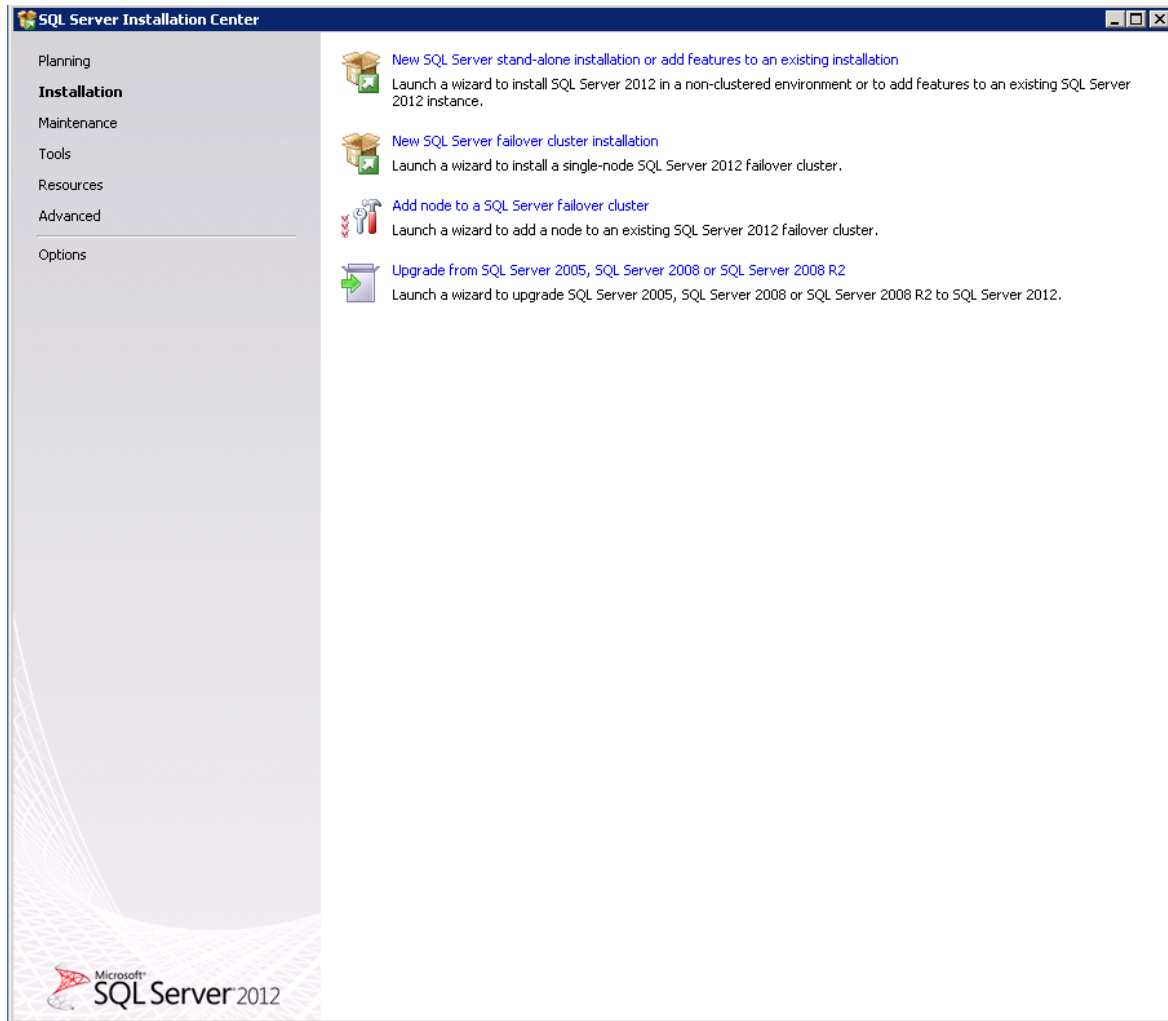 SQL Server Installation Center
Planning
Installation
Maintenance
Tools
Resources
Advanced
Options
New SQL Server stand-alone installation or add features to an existing installation
Launch a wizard to install SQL Server 2012 in a non-clustered environment or to add features to an existing SQL Server
2012 instance.
New SQL Server failover cluster installation
Launch a wizard to install a single-node SQL Server 2012 failover cluster.
Add node to a SQL Server failover cluster
Launch a wizard to add a node to an existing SQL Server 2012 failover cluster.
Upgrade from SQL Server 2005, SQL Server 2008 or SQL Server 2008 R2
Launch a wizard to upgrade SQL Server 2005, SQL Server 2008 or SQL Server 2008 R2 to SQL Server 2012.
Microsoft®
SQL Server® 2012